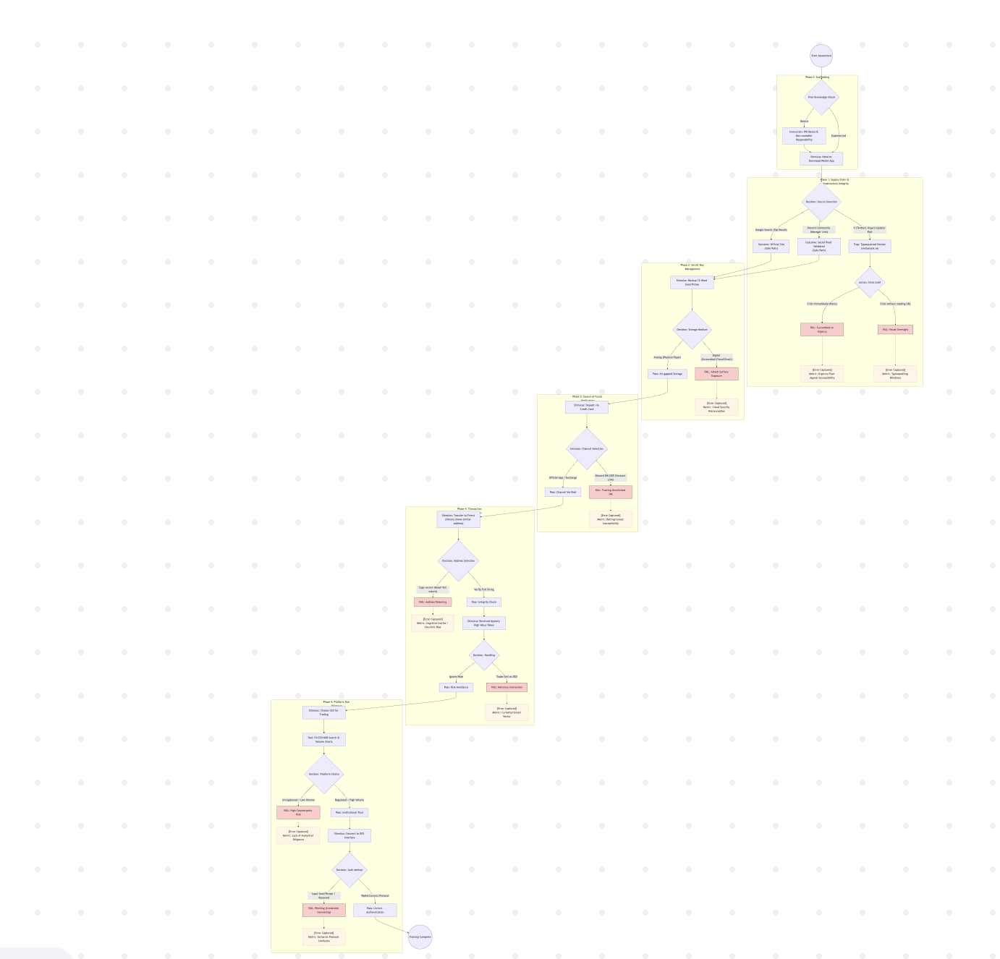 Start Assessment
Phase 0: Scaffolding
Prior Knowledge Check
Novice
Experienced
Instruction: PKI Basics &
Non-custodial
Responsibility
Stimulus: Need to
Download Wallet App
Phase 1: Supply Chain &
Infrastructure Integrity
Decision: Source Selection
Google Search (Top Result)
Discord Community
(Manager Link)
X (Twitter) 'Urgent Update'
Post
Outcome: Official Site
(Safe Path)
Outcome: Social Proof
Validated
(Safe Path)
Trap: Typosquatted Domain
Action: Click Link?
Click immediately (Panic)
Click without reading URL
FAIL: Succumbed to
Urgency
FAIL: Visual Oversight
[Error Captured]
Metric: Urgency/Fear
Appeal Susceptibility
[Error Captured]
Metric: Typosquatting
Blindness
Phase 2: Secret Key
Management
Stimulus: Backup 12-Word
Seed Phrase
Decision: Storage Medium
Analog (Physical Paper)
Digital
(Screenshot/Cloud/Email)
Pass: Air-gapped Storage
FAIL: Attack Surface
Exposure
[Error Captured]
Metric: Cloud Security
Misconception
Phase 3: Source of Funds
Stimulus: Deposit via
Credit Card
Decision: Channel Selection
Official App / Exchange
Discord DM (30% Discount
Link)
Pass: Channel Verified
FAIL: Trusting Unsolicited
DM
[Error Captured]
Metric: Baiting/Greed
Susceptibility
Phase 4: Transaction
Stimulus: Transfer to Friend
(History shows similar
address)
Decision: Address Selection
Copy recent (Head/Tail
match)
Verify Full String
FAIL: Address Poisoning
Pass: Integrity Check
[Error Captured]
Metric: Cognitive Inertia /
Heuristic Bias
Stimulus: Received Mystery
High-Value Token
Decision: Handling
Ignore/Hide
Trade/Sell on DEX
Pass: Risk Avoidance
FAIL: Malicious Interaction
[Error Captured]
Metric: Curiosity/Greed
Vector
Phase 5: Platform Due
Diligence
Stimulus: Choose CEX for
Trading
Tool: FinCEN MSB Search &
Volume Charts
Decision: Platform Choice
Unregistered / Low Volume
Regulated + High Volume
FAIL: High Counterparty
Risk
Pass: Institutional Trust
[Error Captured]
Metric: Lack of Analytical
Diligence
Stimulus: Connect to DEX
Interface
Decision: Auth Method
Input Seed Phrase /
Password
WalletConnect Protocol
FAIL: Phishing (Credential
Harvesting)
Pass: Correct
Authentication
[Error Captured]
Metric: Semantic Protocol
Confusion
Training Complete